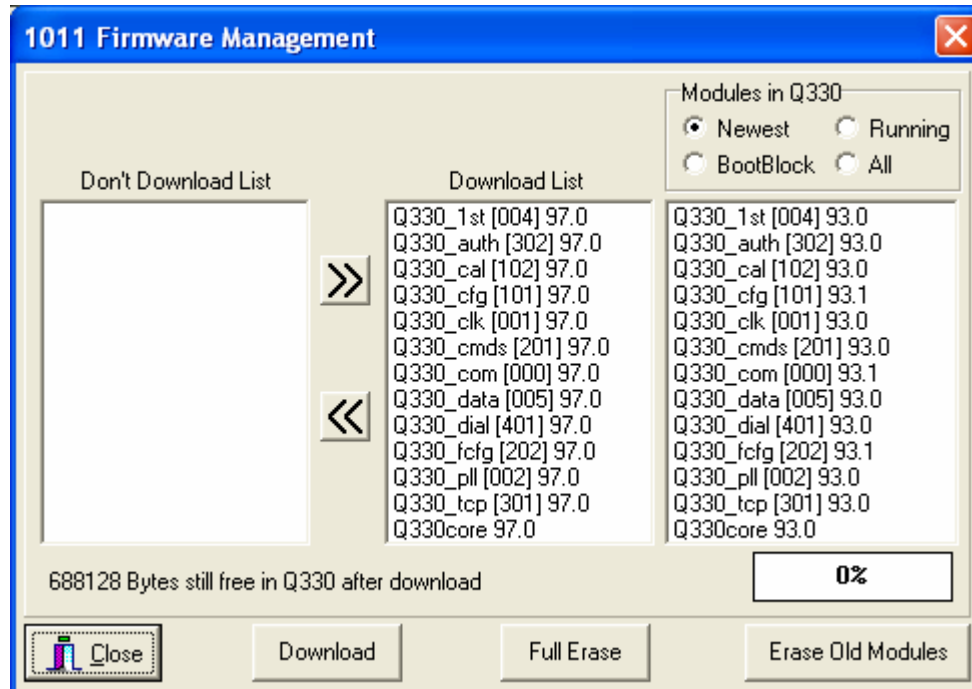 1011 Firmware Management
Modules in Q330
Newest
Running
BootBlock
All
Don't Download List
Download List
Q330_1st [004] 97.0
Q330_auth [302] 97.0
Q330_cal [102] 97.0
Q330_cfg [101] 97.0
Q330_clk [001] 97.0
Q330_cmds [201] 97.0
Q330_com [000] 97.0
Q330_data [005] 97.0
Q330_dial [401] 97.0
Q330_fcfg [202] 97.0
Q330_pll [002] 97.0
Q330_tcp [301] 97.0
Q330core 97.0
Q330_1st [004] 93.0
Q330_auth [302] 93.0
Q330_cal [102] 93.0
Q330_cfg [101] 93.1
Q330_clk [001] 93.0
Q330_cmds [201] 93.0
Q330_com [000] 93.1
Q330_data [005] 93.0
Q330_dial [401] 93.0
Q330_fcfg [202] 93.1
Q330_pll [002] 93.0
Q330_tcp [301] 93.0
Q330core 93.0
688128 Bytes still free in Q330 after download
0%
Close
Download
Full Erase
Erase Old Modules